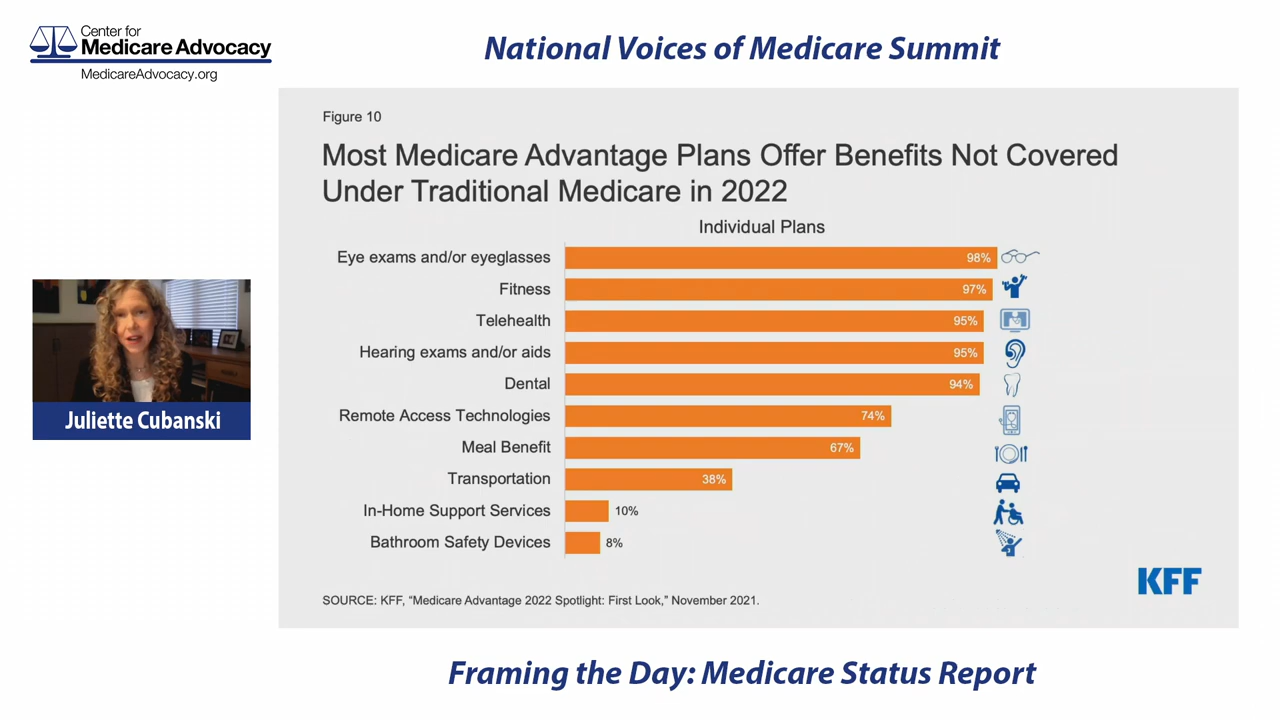 Center for
Medicare Advocacy
MedicareAdvocacy.org
National Voices of Medicare Summit
Figure 10
Most Medicare Advantage Plans Offer Benefits Not Covered
Under Traditional Medicare in 2022
Individual Plans
Eye exams and/or eyeglasses 98%
Fitness 97%
Telehealth 95%
Hearing exams and/or aids 95%
Dental 94%
Remote Access Technologies 74%
Meal Benefit 67%
Transportation 38%
In-Home Support Services 10%
Bathroom Safety Devices 8%
SOURCE: KFF, “Medicare Advantage 2022 Spotlight: First Look,” November 2021.
KFF
Juliette Cubanski
Framing the Day: Medicare Status Report